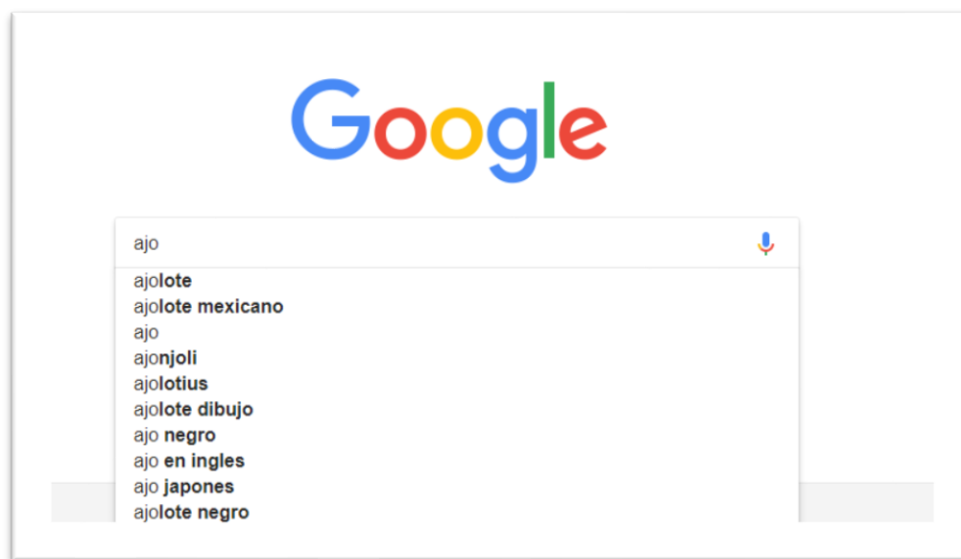 Google
ajo
ajolote
ajolote mexicano
ajo
ajonjoli
ajolotius
ajolote dibujo
ajo negro
ajo en ingles
ajo japones
ajolote negro